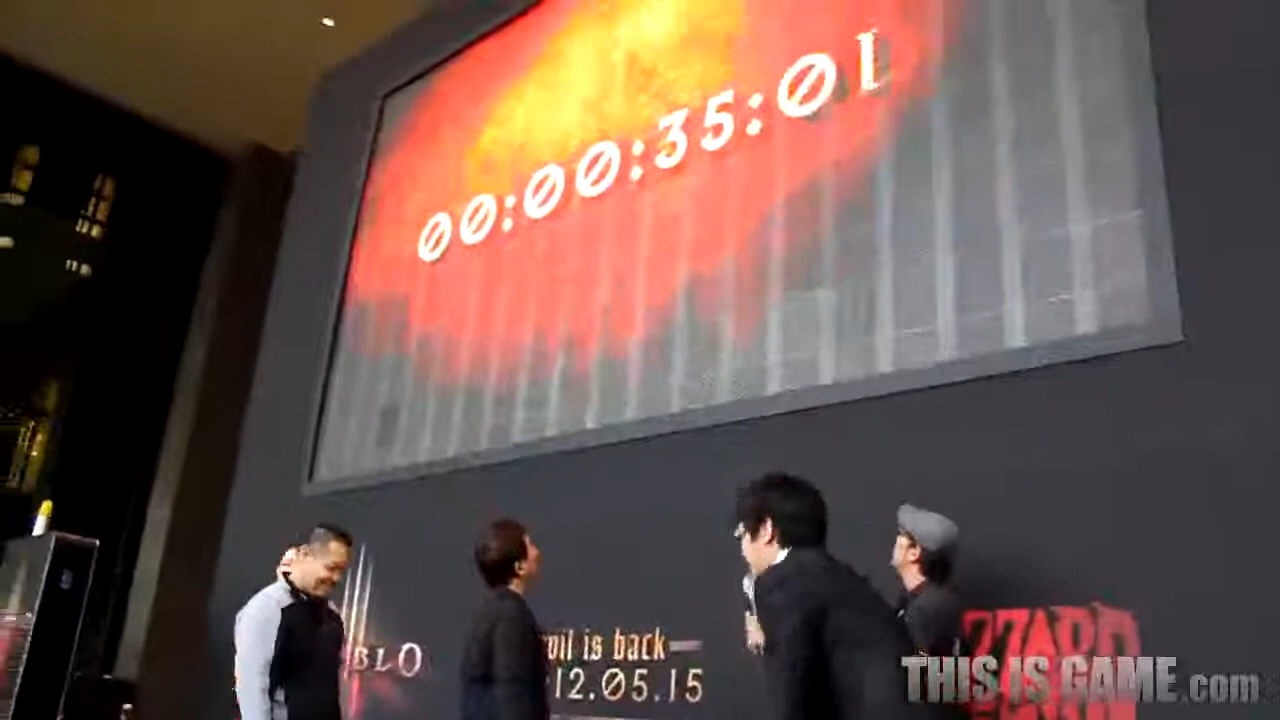 00:00:35:01
BLO
vil is back
12.05.15
ZZARD
THIS IS GAME.com